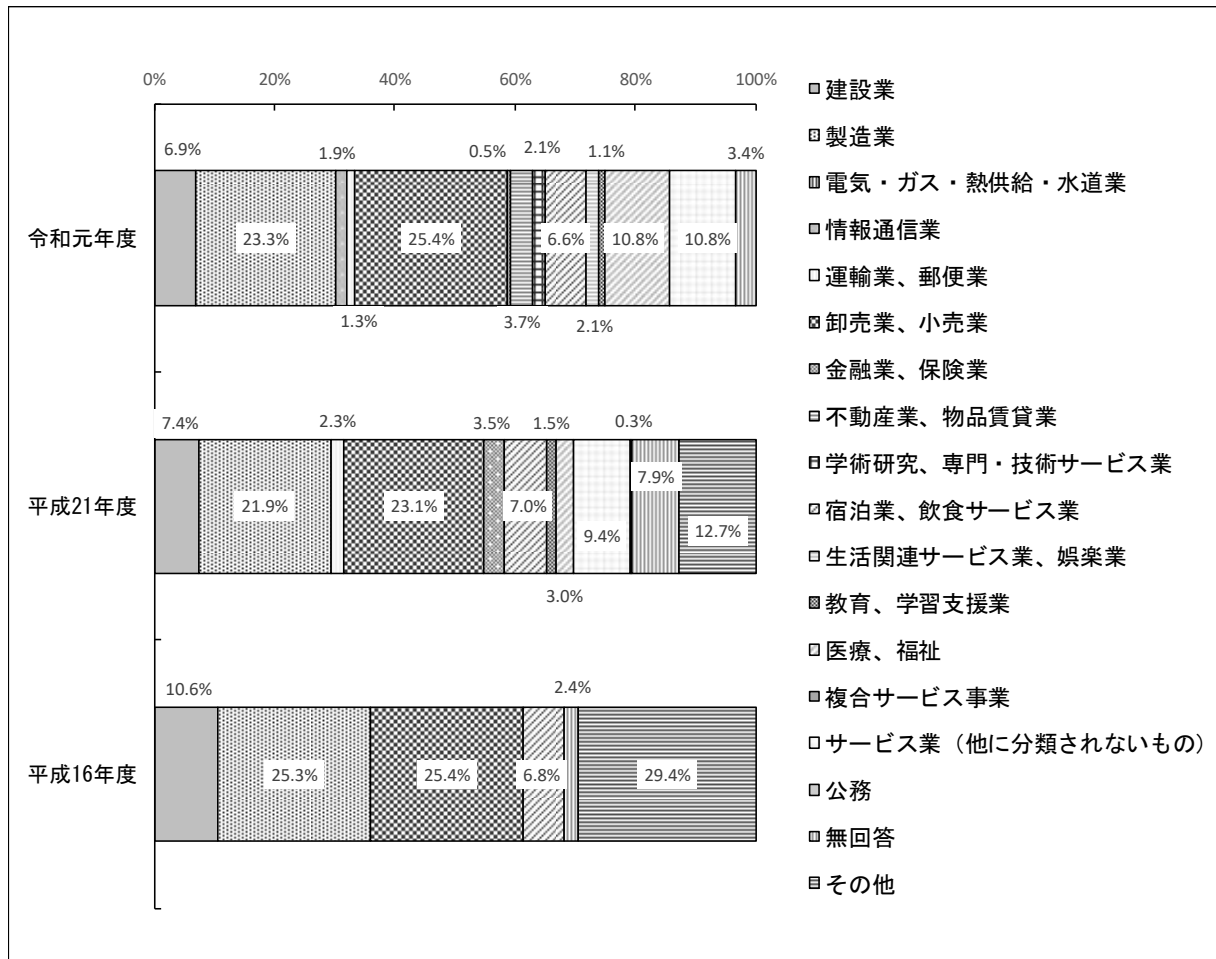 0% 20% 40% 60% 80% 100%
6.9% 1.9% 0.5% 2.1% 1.1% 3.4%
令和元年度 23.3% 25.4% 6.6% 10.8% 10.8%
1.3% 3.7% 2.1%
7.4% 2.3% 3.5% 1.5% 0.3%
平成21年度 21.9% 23.1% 7.0% 9.4% 7.9% 12.7%
3.0%
10.6% 2.4%
平成16年度 25.3% 25.4% 6.8% 29.4%
建設業
製造業
電気・ガス・熱供給・水道業
情報通信業
運輸業、郵便業
卸売業、小売業
金融業、保険業
不動産業、物品賃貸業
学術研究、専門・技術サービス業
宿泊業、飲食サービス業
生活関連サービス業、娯楽業
教育、学習支援業
医療、福祉
複合サービス事業
サービス業（他に分類されないもの）
公務
無回答
その他